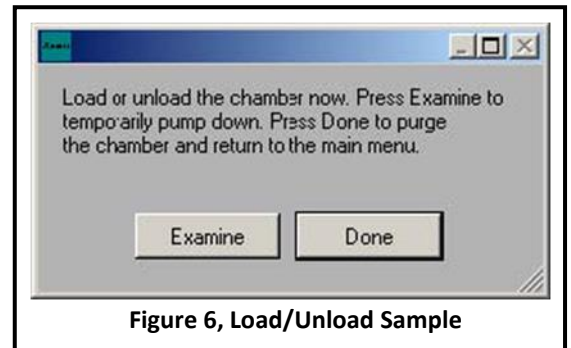 Load or unload the chamber now. Press Examine to
temporarily pump down. Press Done to purge
the chamber and return to the main menu.
Examine
Done
Figure 6, Load/Unload Sample